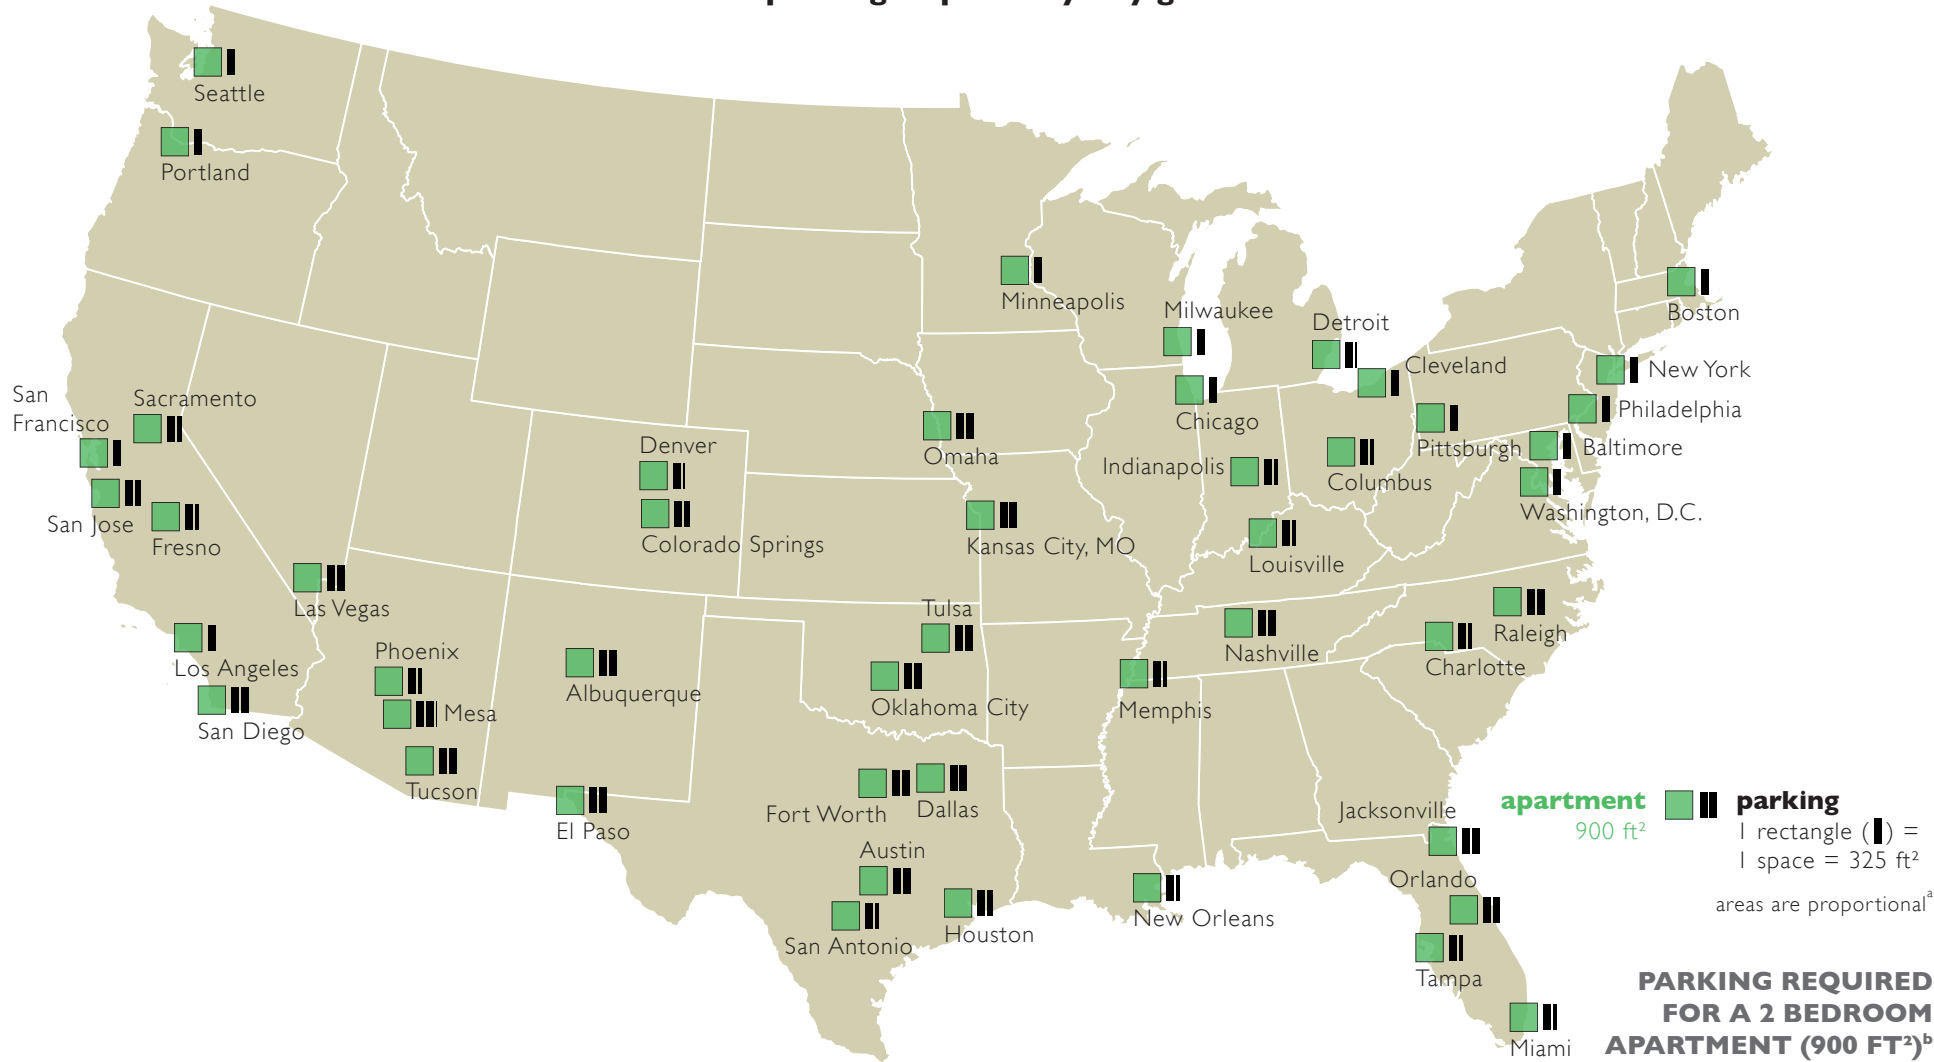 Seattle
Portland
Minneapolis
Milwaukee
Detroit
Boston
Cleveland
New York
San
Francisco
Sacramento
Chicago
Philadelphia
Denver
Omaha
Indianapolis
Columbus
Pittsburgh
Baltimore
San Jose
Fresno
Colorado Springs
Kansas City, MO
Louisville
Washington, D.C.
Las Vegas
Tulsa
Los Angeles
Phoenix
Albuquerque
Oklahoma City
Nashville
Raleigh
Charlotte
San Diego
Mesa
Memphis
Tucson
El Paso
Fort Worth
Dallas
Jacksonville
Austin
Orlando
San Antonio
Houston
New Orleans
Tampa
Miami
apartment
900 ft²
parking
1 rectangle ( ) =
1 space = 325 ft²
areas are proportionalᵃ
PARKING REQUIRED
FOR A 2 BEDROOM
APARTMENT (900 FT²)ᵇ